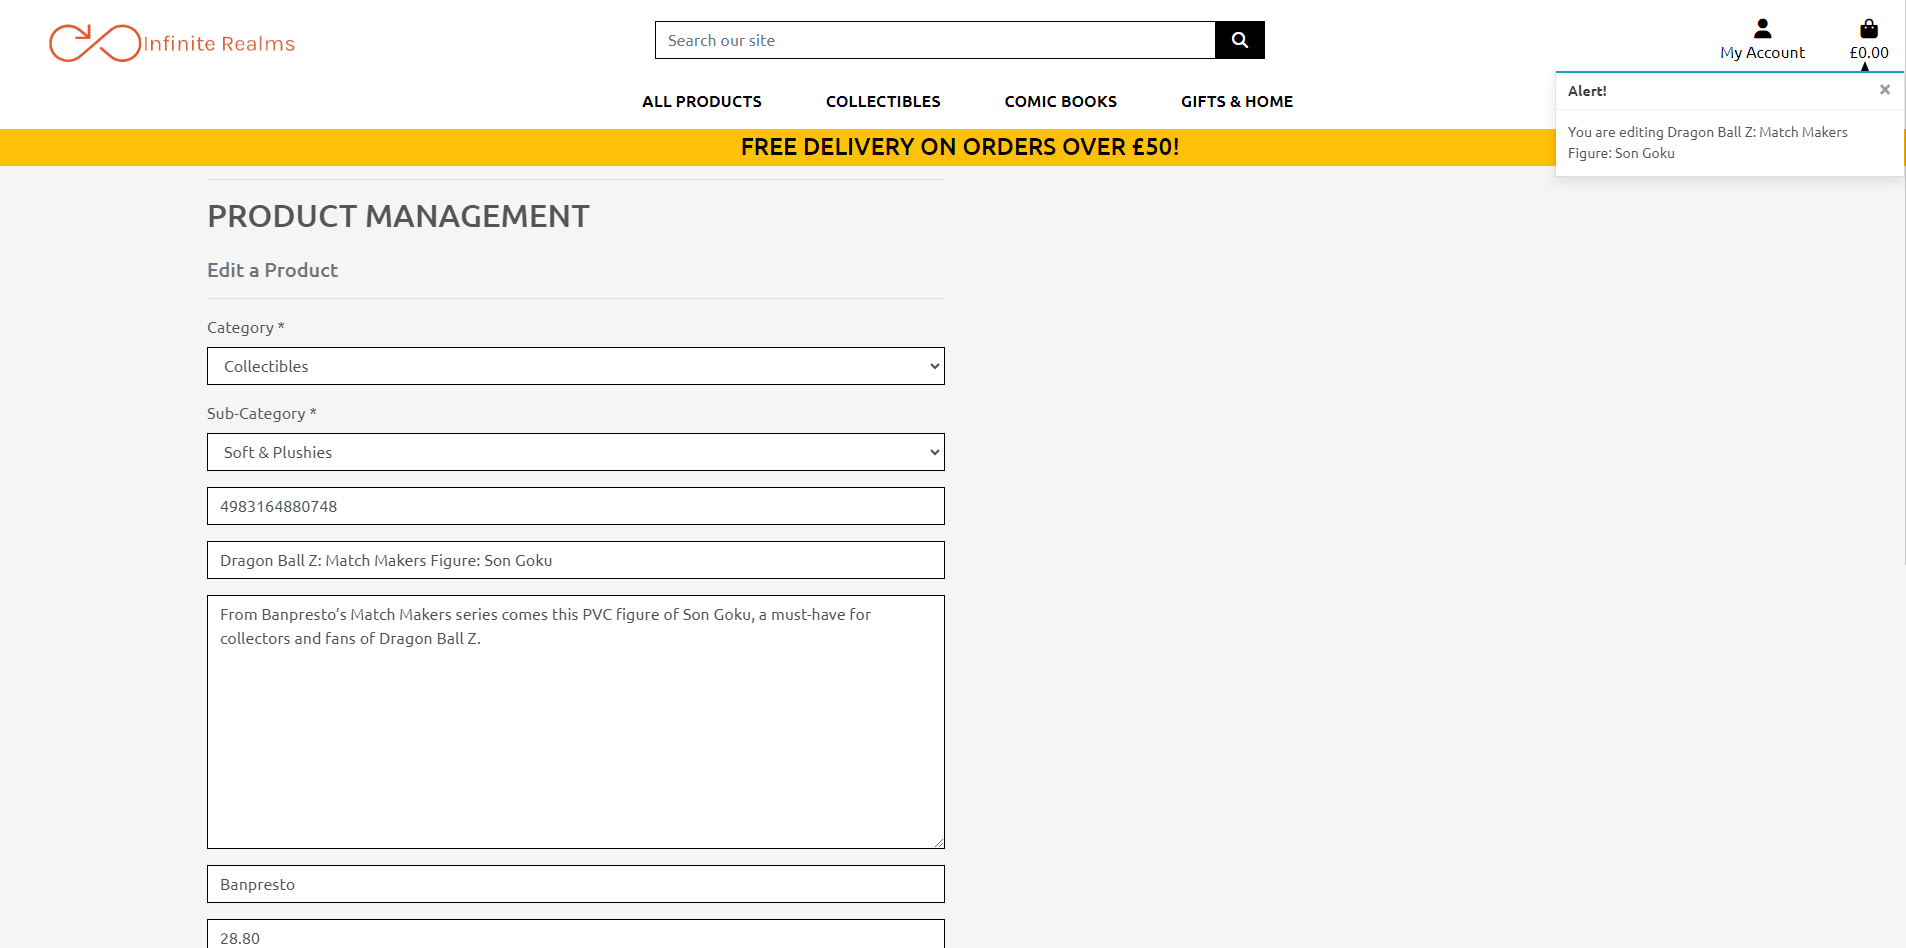 Infinite Realms
Search our site
My Account
£0.00
ALL PRODUCTS
COLLECTIBLES
COMIC BOOKS
GIFTS & HOME
FREE DELIVERY ON ORDERS OVER £50!
Alert!
×
You are editing Dragon Ball Z: Match Makers
Figure: Son Goku
PRODUCT MANAGEMENT
Edit a Product
Category *
Collectibles
Sub-Category *
Soft & Plushies
4983164880748
Dragon Ball Z: Match Makers Figure: Son Goku
From Banpresto’s Match Makers series comes this PVC figure of Son Goku, a must-have for
collectors and fans of Dragon Ball Z.
Banpresto
28.80